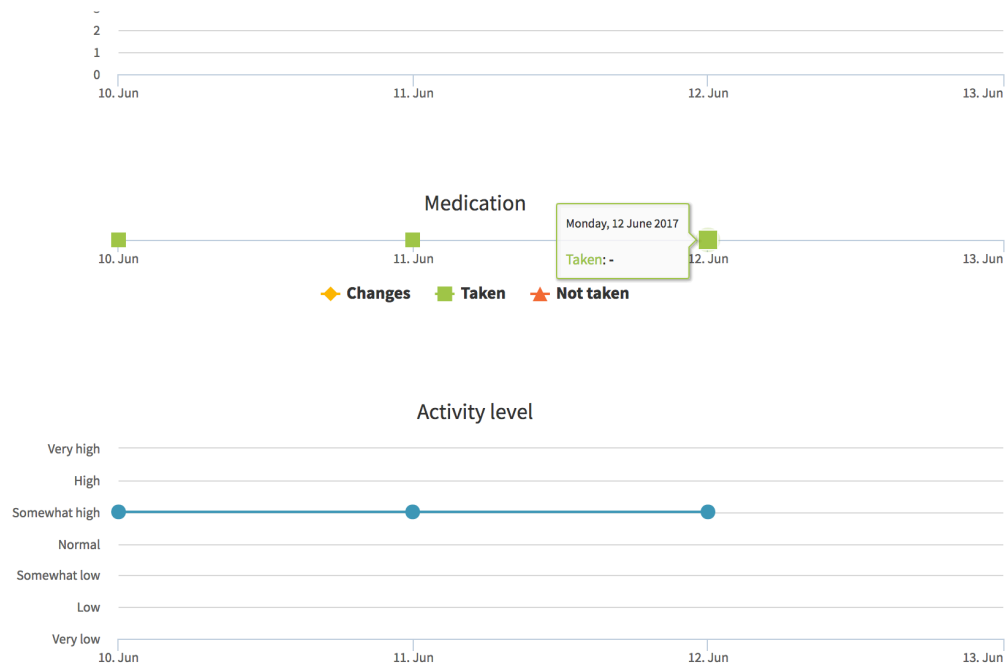 2
1
0
10. Jun 11. Jun 12. Jun 13. Jun
Medication
Monday, 12 June 2017
Taken: -
10. Jun 11. Jun 12. Jun 13. Jun
Changes Taken Not taken
Activity level
Very high
High
Somewhat high
Normal
Somewhat low
Low
Very low
10. Jun 11. Jun 12. Jun 13. Jun